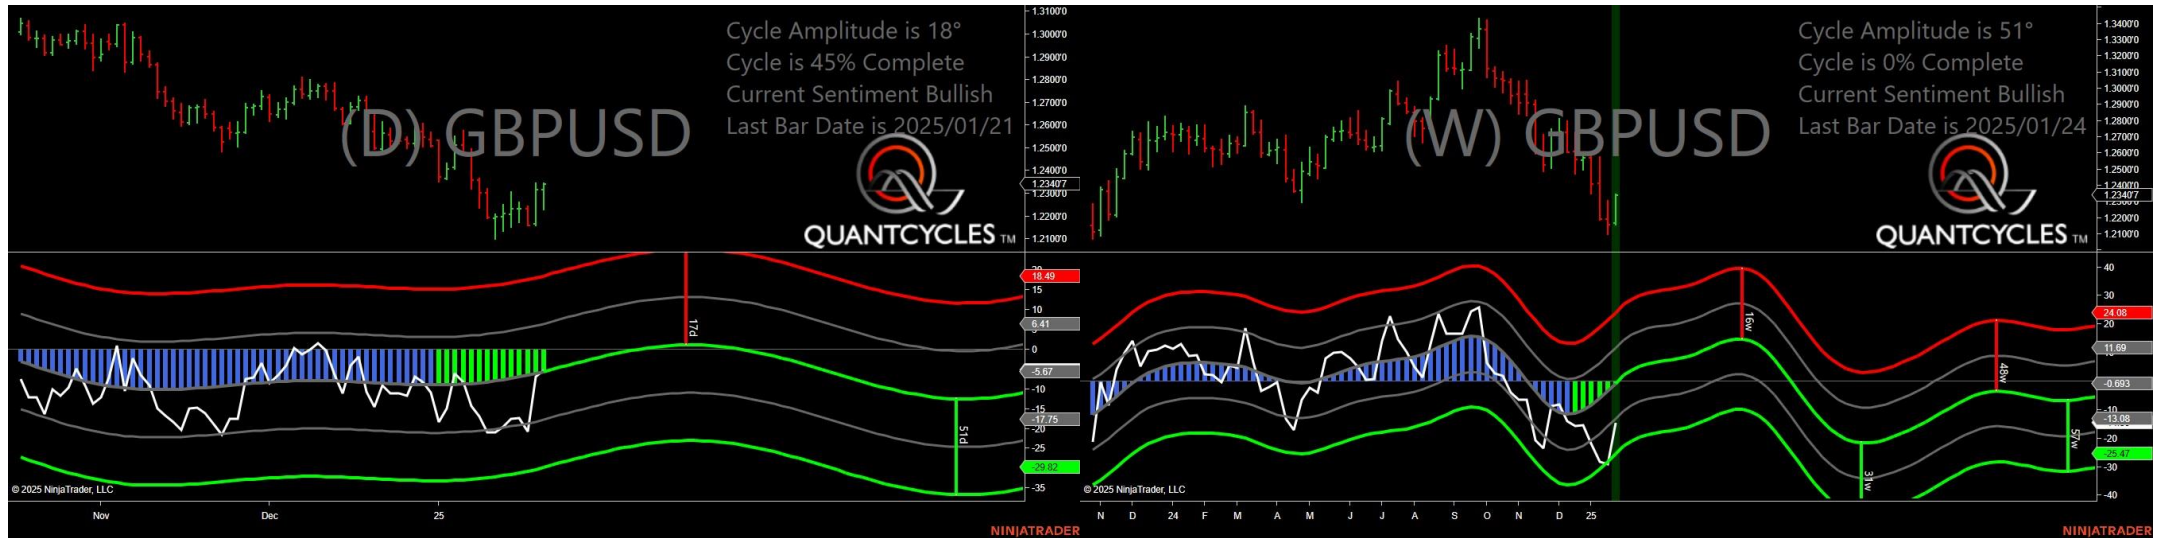 Cycle Amplitude is 18°
Cycle is 45% Complete
Current Sentiment Bullish
Last Bar Date is 2025/01/21
(D) GBPUSD
QUANTCYCLES TM
1.3100'0
1.3000'0
1.2900'0
1.2800'0
1.2700'0
1.2600'0
1.2500'0
1.2400'0
1.2340'7
1.2300'0
1.2200'0
1.2100'0
18.49
15
10
6.41
0
-5.67
-10
-15
-17.75
-20
-25
-29.82
-35
17d
51d
© 2025 NinjaTrader, LLC
Nov Dec 25
NINJATRADER
Cycle Amplitude is 51°
Cycle is 0% Complete
Current Sentiment Bullish
Last Bar Date is 2025/01/24
(W) GBPUSD
QUANTCYCLES TM
1.3400'0
1.3300'0
1.3200'0
1.3100'0
1.3000'0
1.2900'0
1.2800'0
1.2700'0
1.2600'0
1.2500'0
1.2400'0
1.2340'7
1.2200'0
1.2100'0
40
30
24.08
20
11.69
-0.693
-10
-13.08
-20
-25.47
-30
-40
16w
31w
48w
57w
© 2025 NinjaTrader, LLC
N D 24 F M A M J J A S O N D 25
NINJATRADER